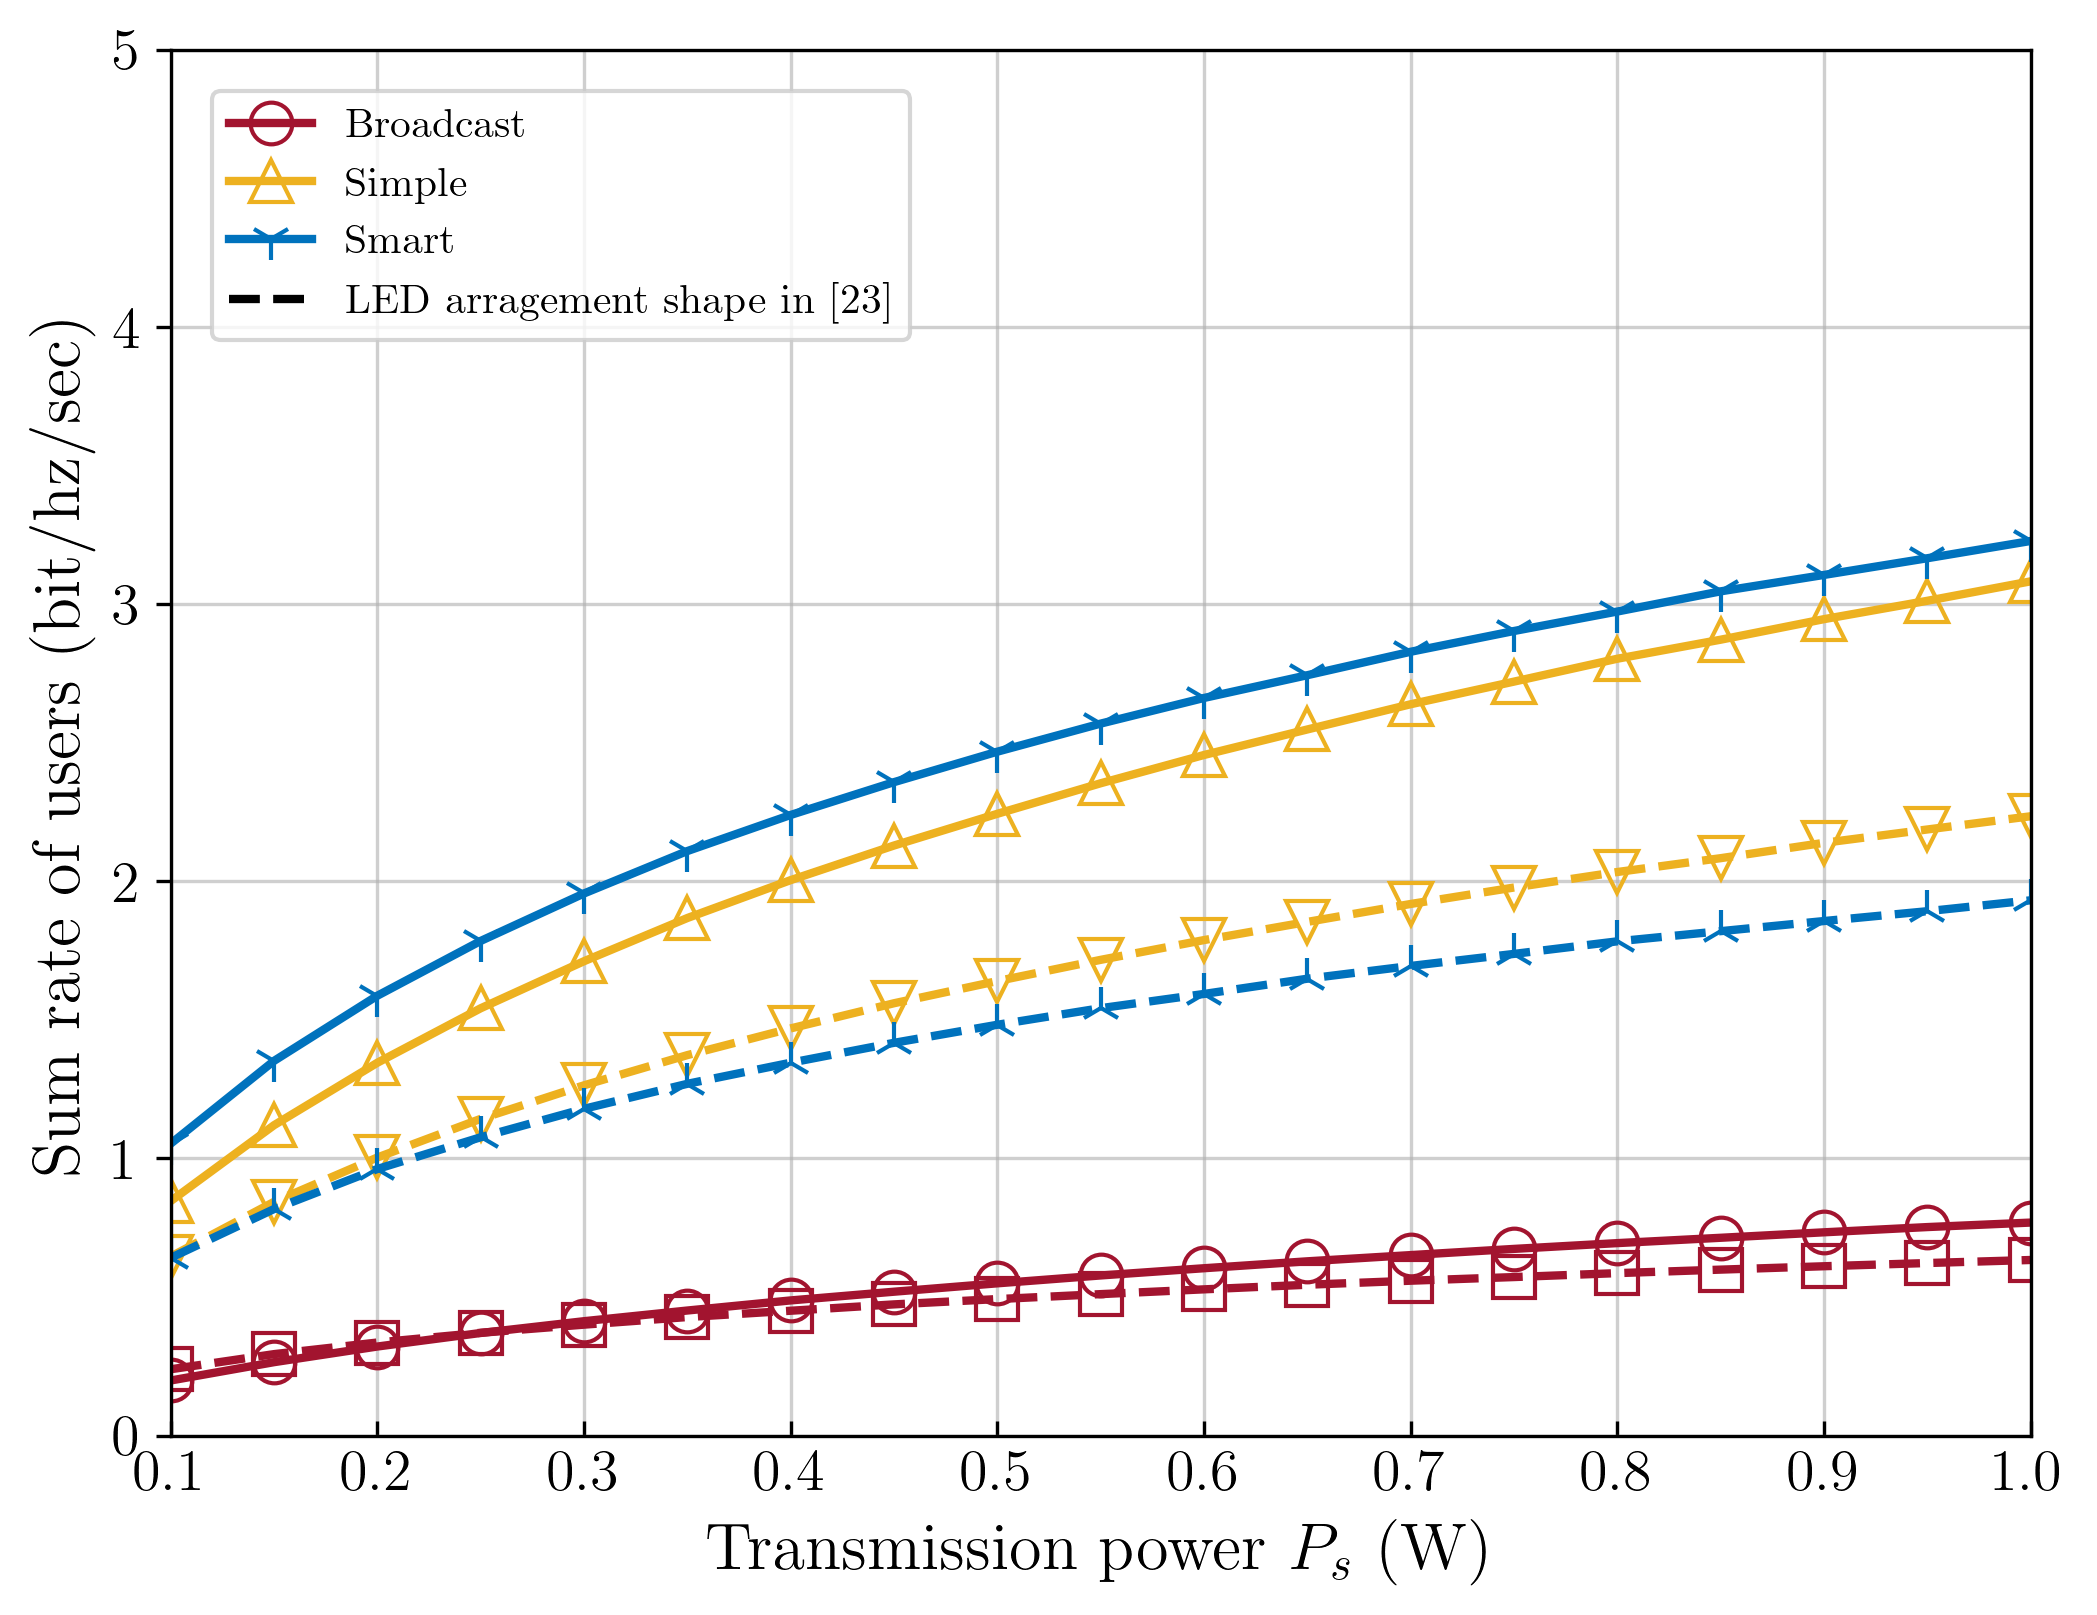 5
4
3
2
1
0
Sum rate of users (bit/hz/sec)
Broadcast
Simple
Smart
LED arragement shape in [23]
0.1 0.2 0.3 0.4 0.5 0.6 0.7 0.8 0.9 1.0
Transmission power P_s (W)